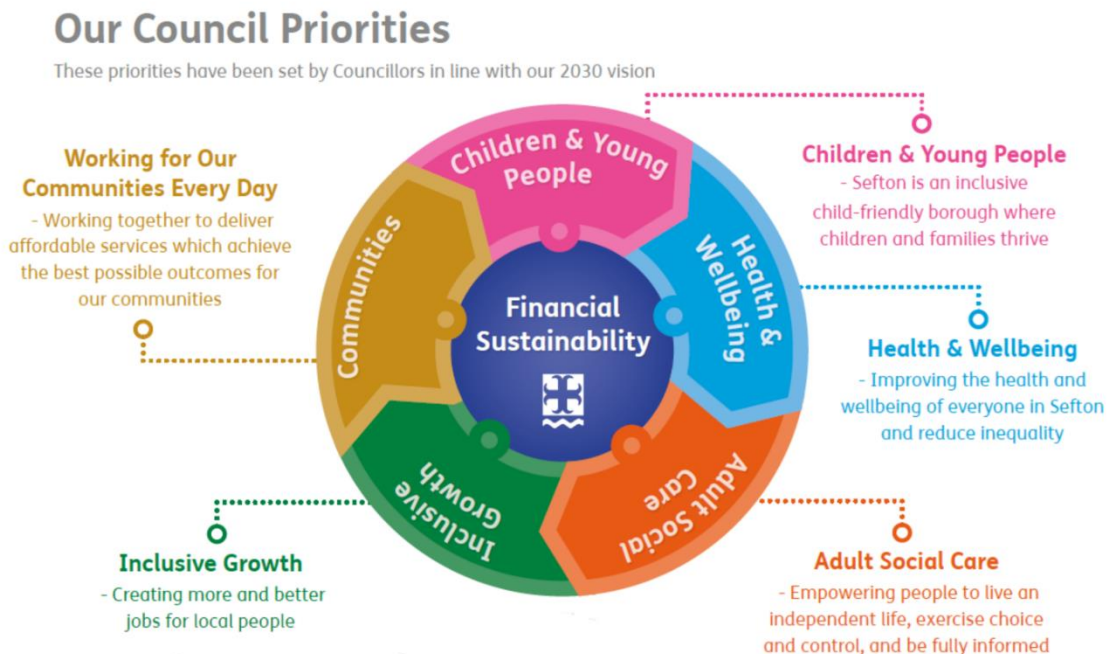 Our Council Priorities
These priorities have been set by Councillors in line with our 2030 vision
Children & Young
People
Health &
Wellbeing
Adult Social
Care
Inclusive
Growth
Communities
Financial
Sustainability
Working for Our
Communities Every Day
- Working together to deliver
affordable services which achieve
the best possible outcomes for
our communities
Children & Young People
- Sefton is an inclusive
child-friendly borough where
children and families thrive
Health & Wellbeing
- Improving the health and
wellbeing of everyone in Sefton
and reduce inequality
Inclusive Growth
- Creating more and better
jobs for local people
Adult Social Care
- Empowering people to live an
independent life, exercise choice
and control, and be fully informed